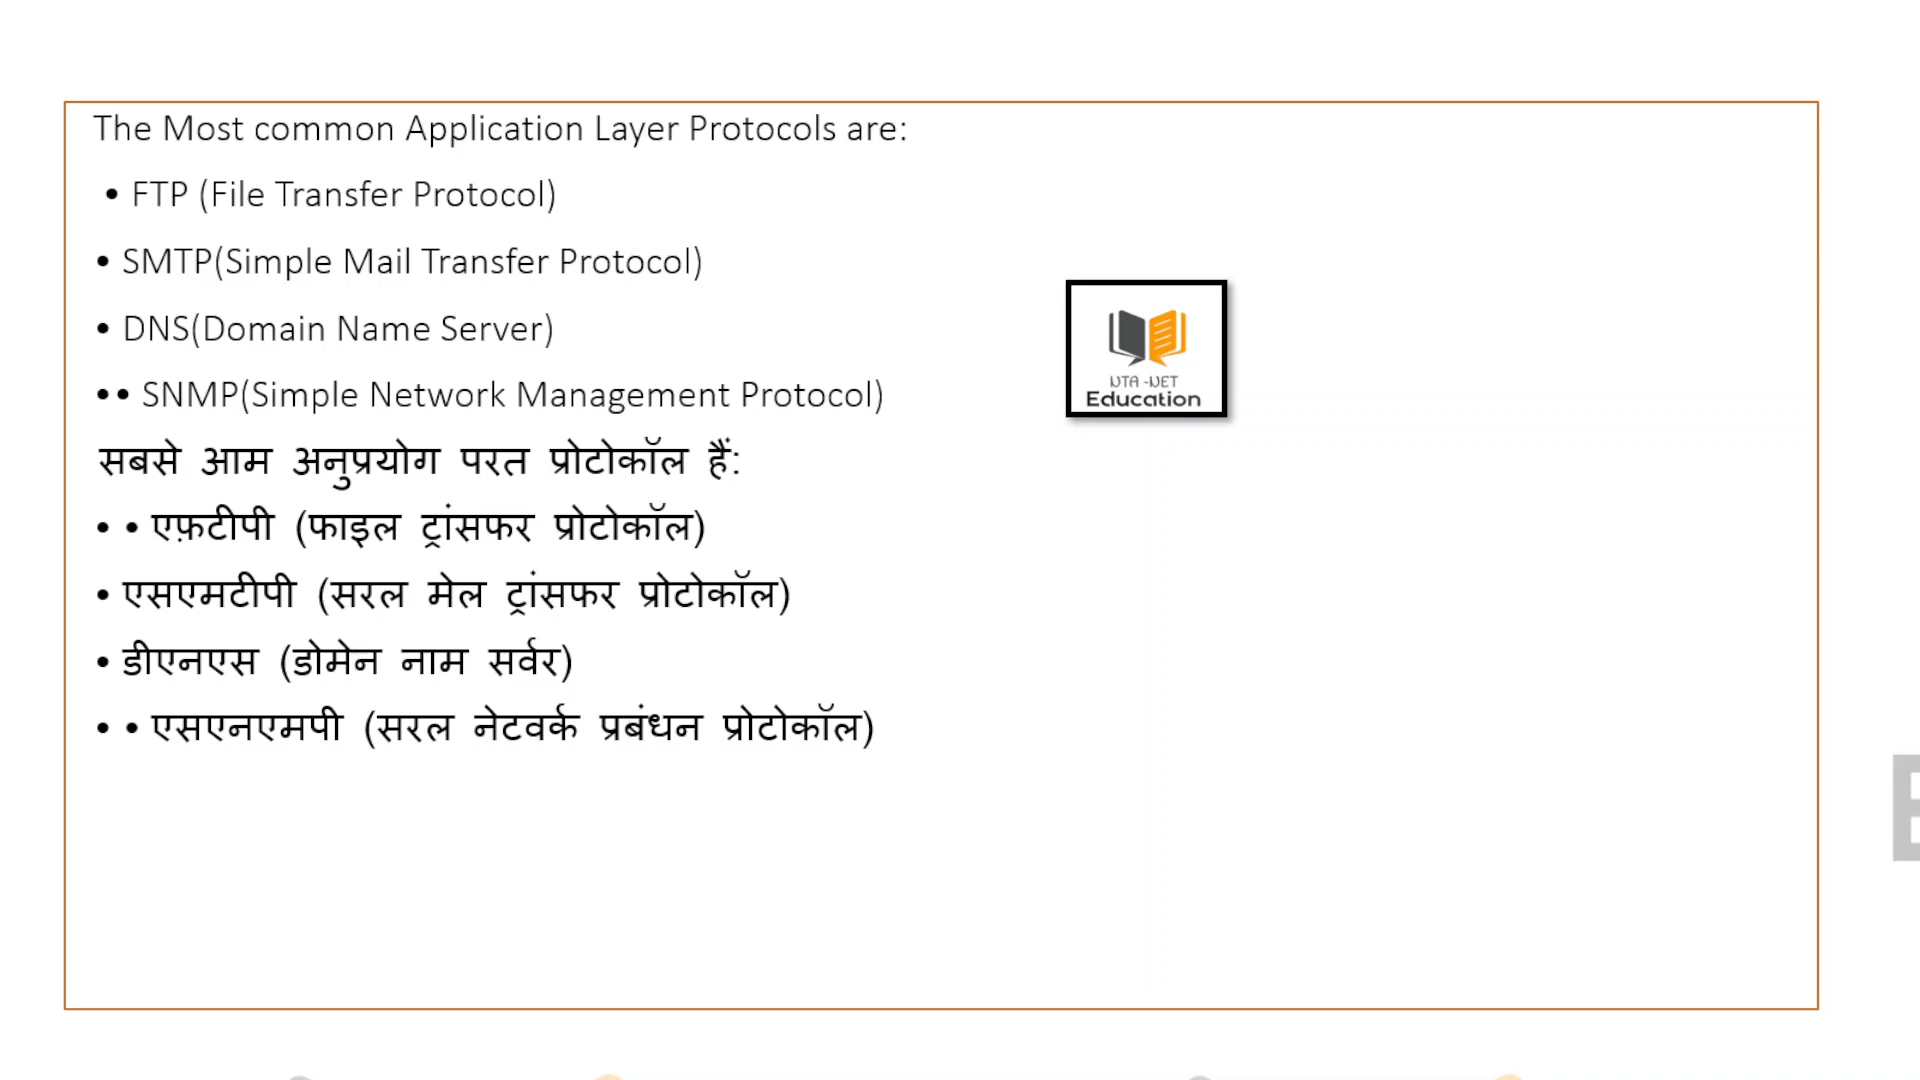 The Most common Application Layer Protocols are:
• FTP (File Transfer Protocol)
• SMTP(Simple Mail Transfer Protocol)
• DNS(Domain Name Server)
•• SNMP(Simple Network Management Protocol)
सबसे आम अनुप्रयोग परत प्रोटोकॉल हैं:
• • एफ़टीपी (फाइल ट्रांसफर प्रोटोकॉल)
• एसएमटीपी (सरल मेल ट्रांसफर प्रोटोकॉल)
• डीएनएस (डोमेन नाम सर्वर)
• • एसएनएमपी (सरल नेटवर्क प्रबंधन प्रोटोकॉल)
NTA -NET
Education